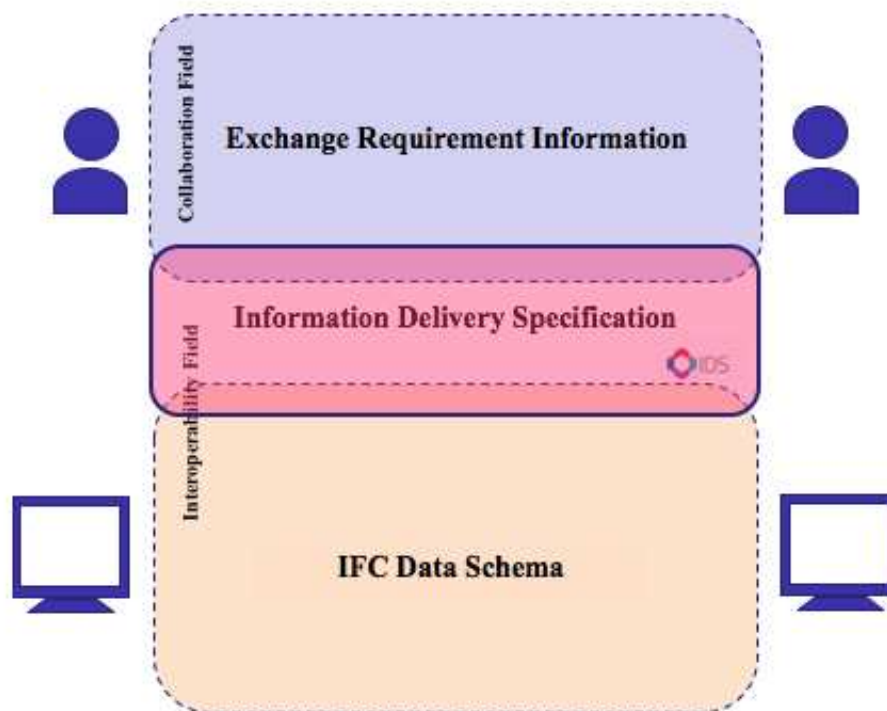 Collaboration Field
Exchange Requirement Information
Information Delivery Specification
IDS
Interoperability Field
IFC Data Schema